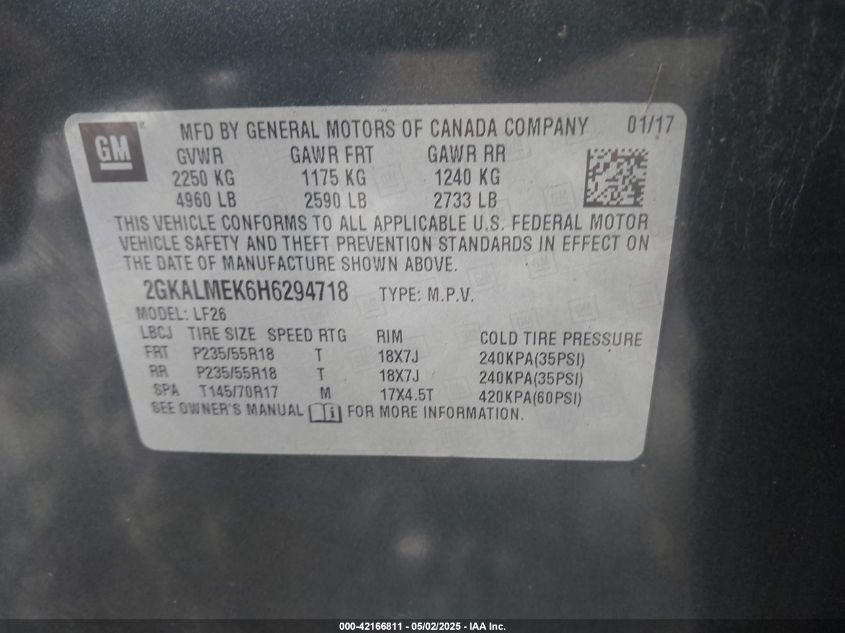 GM
MFD BY GENERAL MOTORS OF CANADA COMPANY 01/17
GVWR GAWR FRT GAWR RR
2250 KG 1175 KG 1240 KG
4960 LB 2590 LB 2733 LB
THIS VEHICLE CONFORMS TO ALL APPLICABLE U.S. FEDERAL MOTOR
VEHICLE SAFETY AND THEFT PREVENTION STANDARDS IN EFFECT ON
THE DATE OF MANUFACTURE SHOWN ABOVE.
2GKALMEK6H6294718 TYPE: M.P.V.
MODEL: LF26
LBCJ TIRE SIZE SPEED RTG RIM COLD TIRE PRESSURE
FRT P235/55R18 T 18X7J 240KPA(35PSI)
RR P235/55R18 T 18X7J 240KPA(35PSI)
SPA T145/70R17 M 17X4.5T 420KPA(60PSI)
SEE OWNER'S MANUAL FOR MORE INFORMATION.
000-42166811 - 05/02/2025 - IAA Inc.